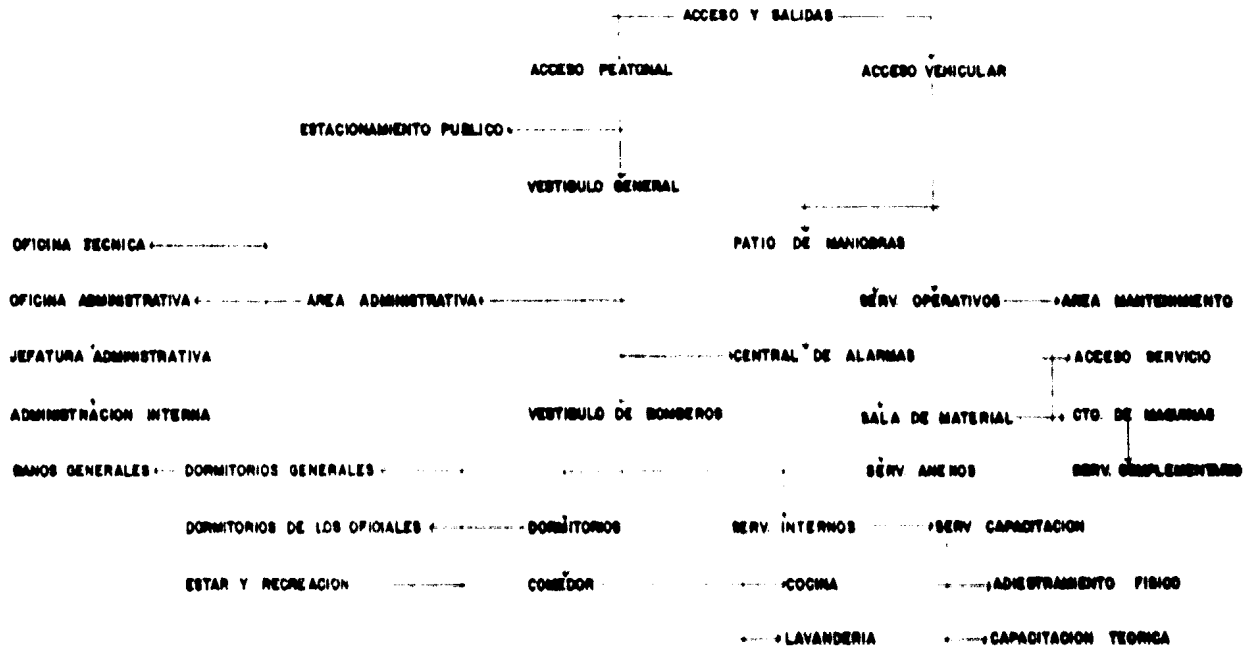 ACCESO Y SALIDAS
ACCESO PEATONAL ACCESO VEHICULAR
ESTACIONAMIENTO PUBLICO
VESTIBULO GENERAL
OFICINA TECNICA PATIO DE MANIOBRAS
OFICINA ADMINISTRATIVA AREA ADMINISTRATIVA SERV. OPERATIVOS AREA MANTENIMIENTO
JEFATURA ADMINISTRATIVA CENTRAL DE ALARMAS ACCESO SERVICIO
ADMINISTRACION INTERNA VESTIBULO DE BOMBEROS SALA DE MATERIAL CTO. DE MAQUINAS
BANOS GENERALES DORMITORIOS GENERALES SERV. ANEXOS SERV. COMPLEMENTARIO
DORMITORIOS DE LOS OFICIALES DORMITORIOS SERV. INTERNOS SERV CAPACITACION
ESTAR Y RECREACION COMEDOR COCINA ADIESTRAMIENTO FISICO
LAVANDERIA CAPACITACION TEORICA